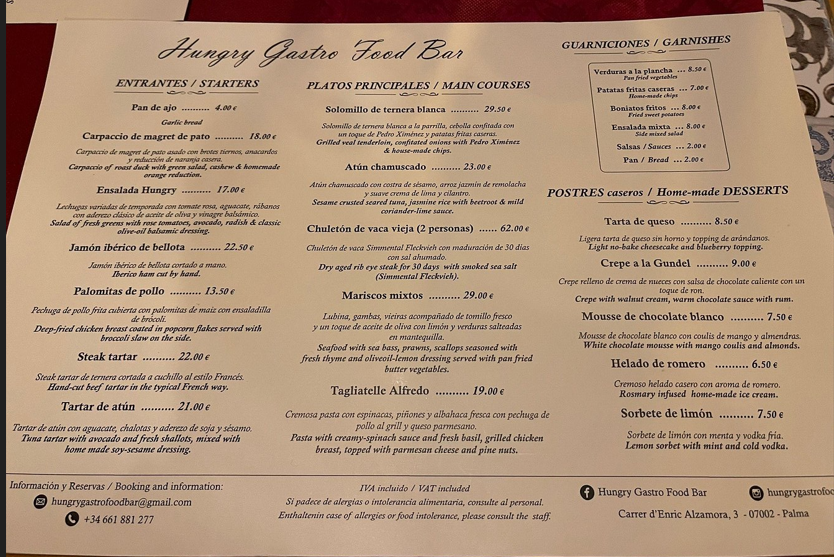 Hungry Gastro Food Bar
ENTRANTES / STARTERS
Pan de ajo .......... 4.00 €
Garlic bread
Carpaccio de magret de pato .......... 18.00 €
Carpaccio de magret de pato asado con brotes tiernos, anacardos
y reducción de naranja casera.
Carpaccio of roast duck with green salad, cashew & homemade
orange reduction.
Ensalada Hungry .......... 17.00 €
Lechugas variadas de temporada con tomate rosa, aguacate, rábanos
con aderezo clásico de aceite de oliva y vinagre balsámico.
Salad of fresh greens with rose tomatoes, avocado, radish & classic
olive-oil balsamic dressing.
Jamón ibérico de bellota .......... 22.50 €
Jamón ibérico de bellota cortado a mano.
Iberico ham cut by hand.
Palomitas de pollo .......... 13.50 €
Pechuga de pollo frita cubierta con palomitas de maiz con ensaladilla
de brócoli.
Deep-fried chicken breast coated in popcorn flakes served with
broccoli slaw on the side.
Steak tartar .......... 22.00 €
Steak tartar de ternera cortada a cuchillo al estilo Francés.
Hand-cut beef tartar in the typical French way.
Tartar de atún .......... 21.00 €
Tartar de atún con aguacate, chalotas y aderezo de soja y sésamo.
Tuna tartar with avocado and fresh shallots, mixed with
home made soy-sesame dressing.
PLATOS PRINCIPALES / MAIN COURSES
Solomillo de ternera blanca .......... 29.50 €
Solomillo de ternera blanca a la parrilla, cebolla confitada con
un toque de Pedro Ximénez y patatas fritas caseras.
Grilled veal tenderloin, confitated onions with Pedro Ximénez
& house-made chips.
Atún chamuscado .......... 23.00 €
Atún chamuscado con costra de sésamo, arroz jazmin de remolacha
y suave crema de lima y cilantro.
Sesame crusted seared tuna, jasmine rice with beetroot & mild
coriander-lime sauce.
Chuletón de vaca vieja (2 personas) ...... 62.00 €
Chuletón de vaca Simmental Fleckvieh con maduración de 30 dias
con sal ahumado.
Dry aged rib eye steak for 30 days with smoked sea salt
(Simmental Fleckvieh).
Mariscos mixtos .......... 29.00 €
Lubina, gambas, vieiras acompañado de tomillo fresco
y un toque de aceite de oliva con limón y verduras salteadas
en mantequilla.
Seafood with sea bass, prawns, scallops seasoned with
fresh thyme and oliveoil-lemon dressing served with pan fried
butter vegetables.
Tagliatelle Alfredo .......... 19.00 €
Cremosa pasta con espinacas, piñones y albahaca fresca con pechuga de
pollo al grill y queso parmesano.
Pasta with creamy-spinach sauce and fresh basil, grilled chicken
breast, topped with parmesan cheese and pine nuts.
GUARNICIONES / GARNISHES
Verduras a la plancha ... 8.50 €
Pan fried vegetables
Patatas fritas caseras ... 7.00 €
Home-made chips
Boniatos fritos ... 8.00 €
Fried sweet potatoes
Ensalada mixta ... 8.00 €
Side mixed salad
Salsas / Sauces ... 2.00 €
Pan / Bread ... 2.00 €
POSTRES caseros / Home-made DESSERTS
Tarta de queso .......... 8.50 €
Ligera tarta de queso sin horno y topping de arándanos.
Light no-bake cheesecake and blueberry topping.
Crepe a la Gundel .......... 9.00 €
Crepe relleno de crema de nueces con salsa de chocolate caliente con un
toque de ron.
Crepe with walnut cream, warm chocolate sauce with rum.
Mousse de chocolate blanco .......... 7.50 €
Mousse de chocolate blanco con coulis de mango y almendras.
White chocolate mousse with mango coulis and almonds.
Helado de romero .......... 6.50 €
Cremoso helado casero con aroma de romero.
Rosmary infused home-made ice cream.
Sorbete de limón .......... 7.50 €
Sorbete de limón con menta y vodka fría.
Lemon sorbet with mint and cold vodka.
Información y Reservas / Booking and information:
hungrygastrofoodbar@gmail.com
+34 661 881 277
IVA incluido / VAT included
Si padece de alergias o intolerancia alimentaria, consulte al personal.
Enthaltenin case of allergies or food intolerance, please consult the staff.
Hungry Gastro Food Bar
hungrygastrofo
Carrer d'Enric Alzamora, 3 - 07002 - Palma